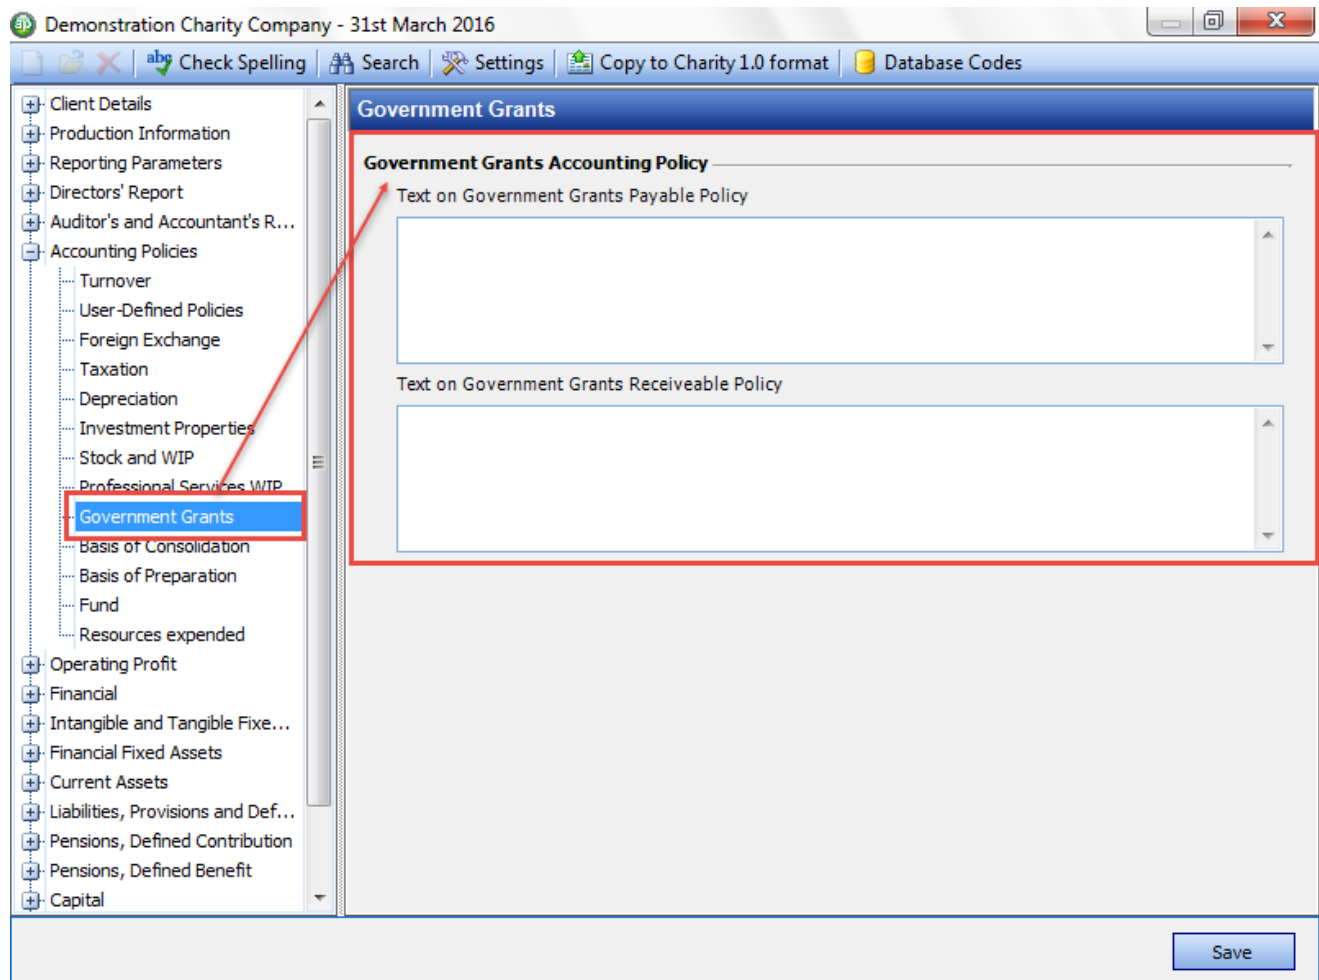 Demonstration Charity Company - 31st March 2016
Check Spelling Search Settings Copy to Charity 1.0 format Database Codes
Client Details
Production Information
Reporting Parameters
Directors' Report
Auditor's and Accountant's R...
Accounting Policies
Turnover
User-Defined Policies
Foreign Exchange
Taxation
Depreciation
Investment Properties
Stock and WIP
Professional Services WIP
Government Grants
Basis of Consolidation
Basis of Preparation
Fund
Resources expended
Operating Profit
Financial
Intangible and Tangible Fixe...
Financial Fixed Assets
Current Assets
Liabilities, Provisions and Def...
Pensions, Defined Contribution
Pensions, Defined Benefit
Capital
Government Grants
Government Grants Accounting Policy
Text on Government Grants Payable Policy
Text on Government Grants Receiveable Policy
Save